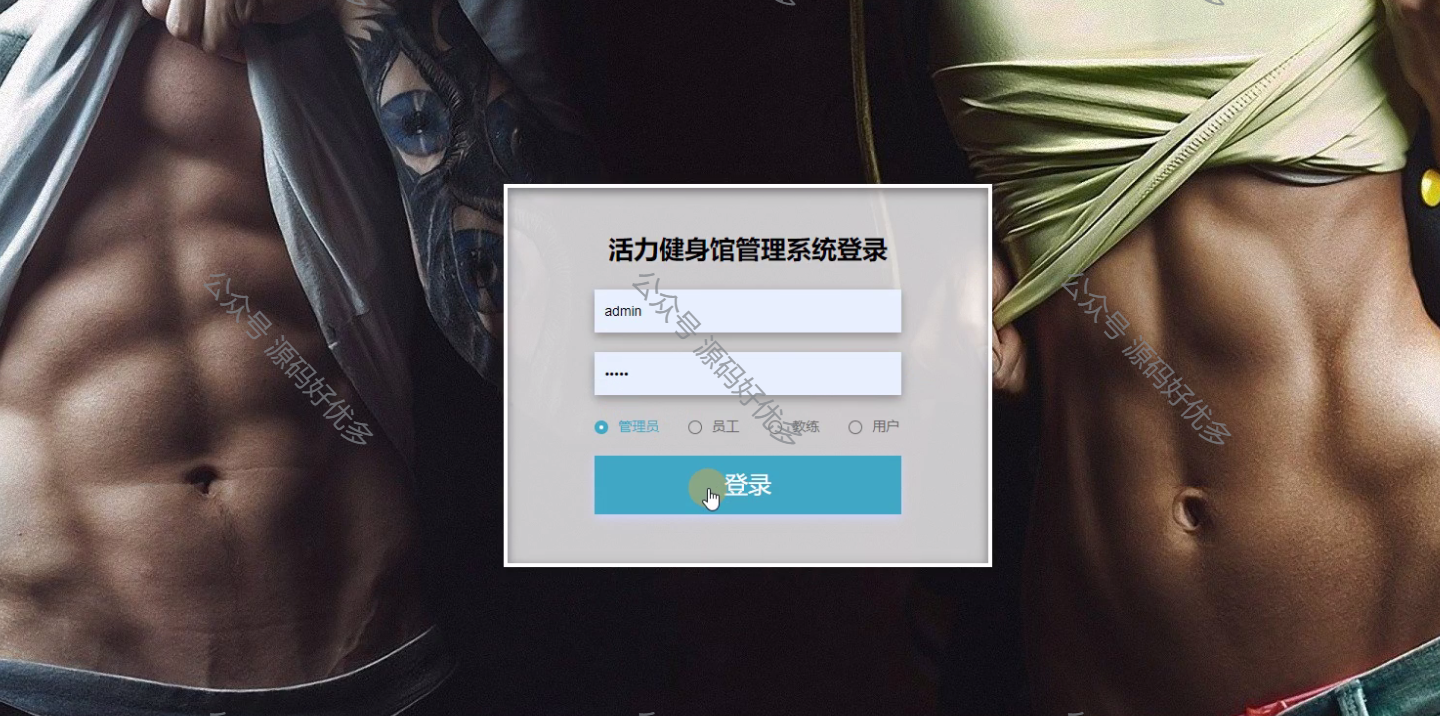 活力健身馆管理系统登录
admin
•••••
管理员 员工 教练 用户
登录
公众号 源码好优多
公众号 源码好优多
公众号 源码好优多